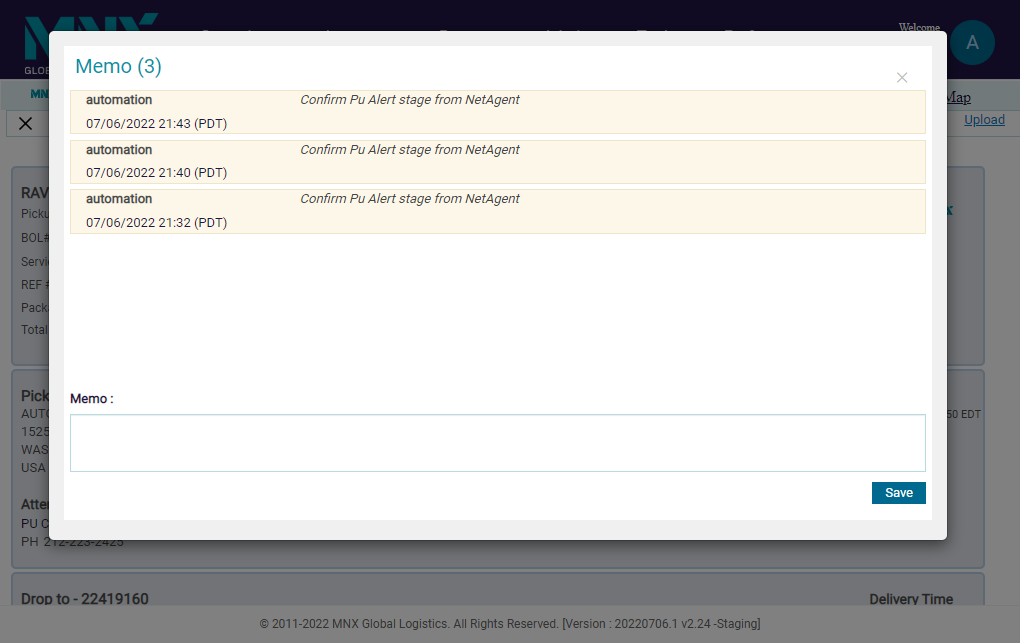 MNX
Welcome
A
GLOB
MN
Map
Upload
Memo (3)
automation Confirm Pu Alert stage from NetAgent
07/06/2022 21:43 (PDT)
automation Confirm Pu Alert stage from NetAgent
07/06/2022 21:40 (PDT)
automation Confirm Pu Alert stage from NetAgent
07/06/2022 21:32 (PDT)
RAV
Picku
BOL#
Servi
REF #
Packa
Total
Memo :
Save
Pick
AUTO
50 EDT
1525
WAS
USA
Atte
PU C
PH 212-223-2425
Drop to - 22419160 Delivery Time
© 2011-2022 MNX Global Logistics. All Rights Reserved. [Version : 20220706.1 v2.24 -Staging]